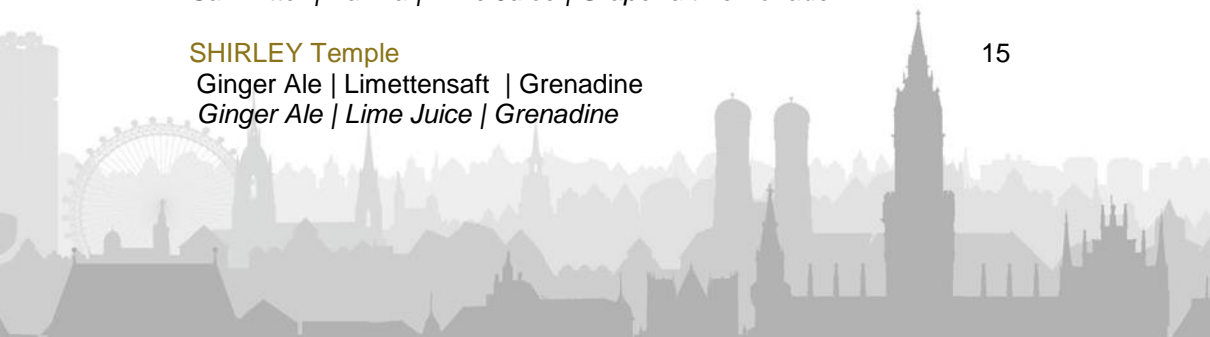 SHIRLEY Temple 15
Ginger Ale | Limettensaft | Grenadine
Ginger Ale | Lime Juice | Grenadine